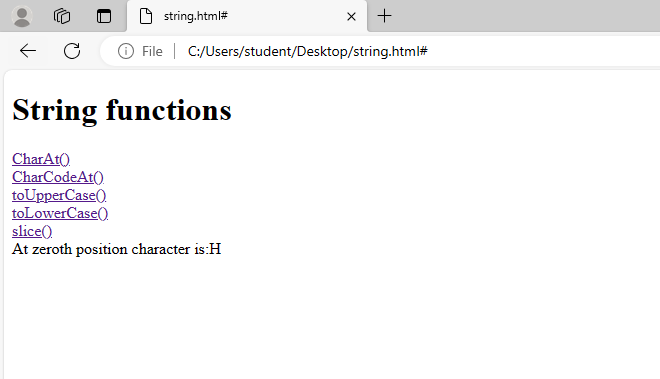 string.html#
File C:/Users/student/Desktop/string.html#
String functions
CharAt()
CharCodeAt()
toUpperCase()
toLowerCase()
slice()
At zeroth position character is:H